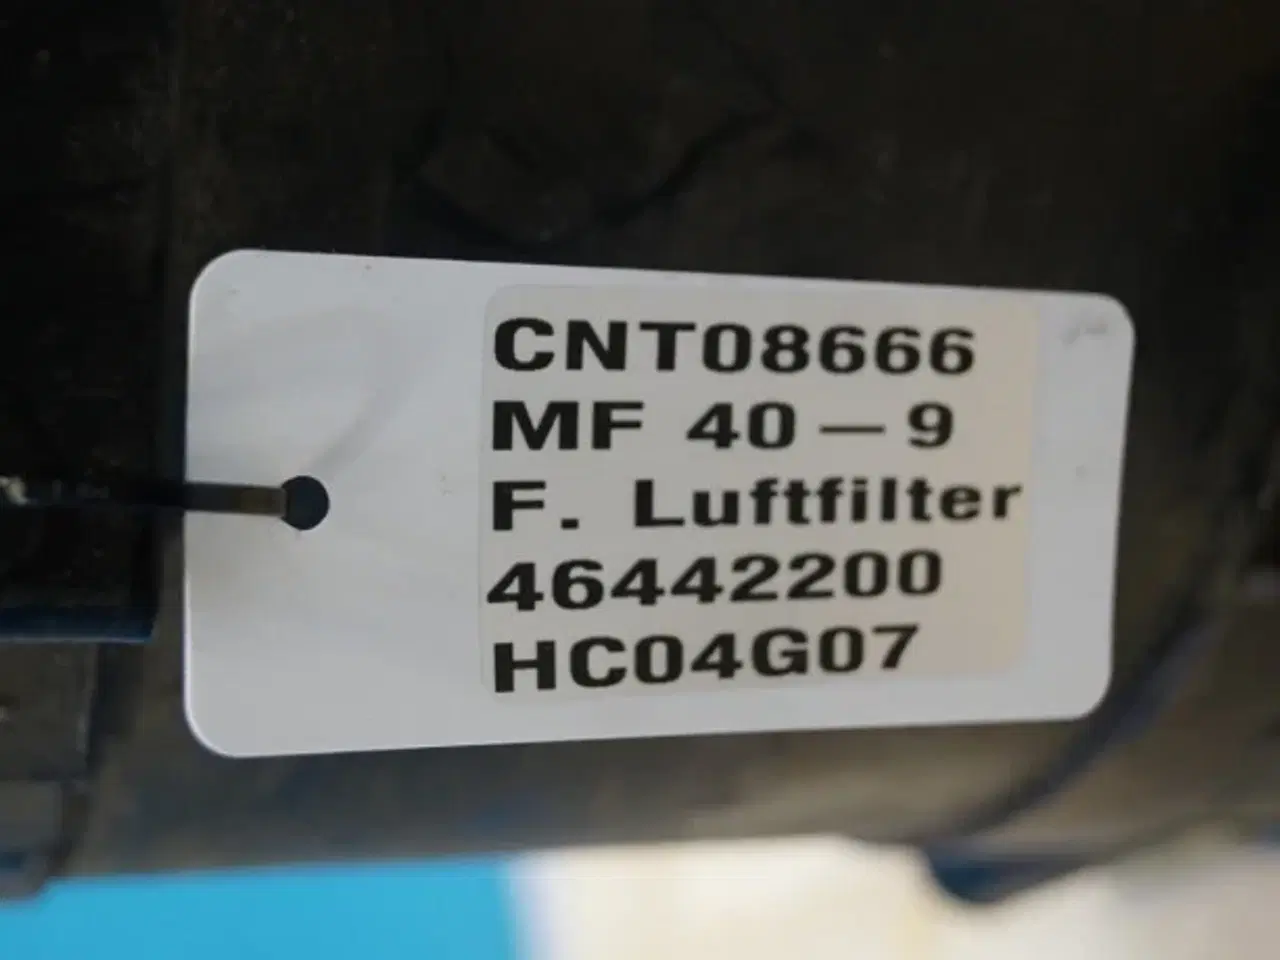 CNT08666
MF 40 – 9
F. Luftfilter
46442200
HC04G07